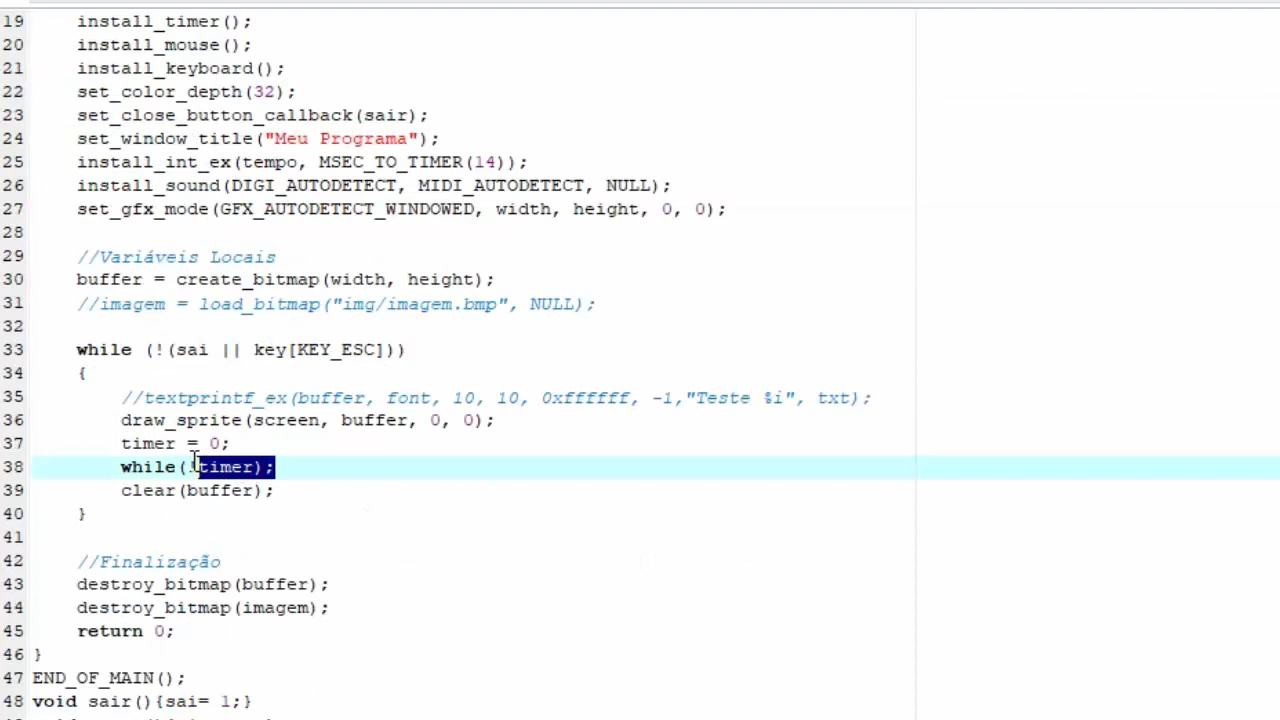 19 install_timer();
20 install_mouse();
21 install_keyboard();
22 set_color_depth(32);
23 set_close_button_callback(sair);
24 set_window_title("Meu Programa");
25 install_int_ex(tempo, MSEC_TO_TIMER(14));
26 install_sound(DIGI_AUTODETECT, MIDI_AUTODETECT, NULL);
27 set_gfx_mode(GFX_AUTODETECT_WINDOWED, width, height, 0, 0);
28
29 //Variáveis Locais
30 buffer = create_bitmap(width, height);
31 //imagem = load_bitmap("img/imagem.bmp", NULL);
32
33 while (!(sai || key[KEY_ESC]))
34 {
35 //textprintf_ex(buffer, font, 10, 10, 0xffffff, -1,"Teste %i", txt);
36 draw_sprite(screen, buffer, 0, 0);
37 timer = 0;
38 while(!timer);
39 clear(buffer);
40 }
41
42 //Finalização
43 destroy_bitmap(buffer);
44 destroy_bitmap(imagem);
45 return 0;
46 }
47 END_OF_MAIN();
48 void sair(){sai= 1;}